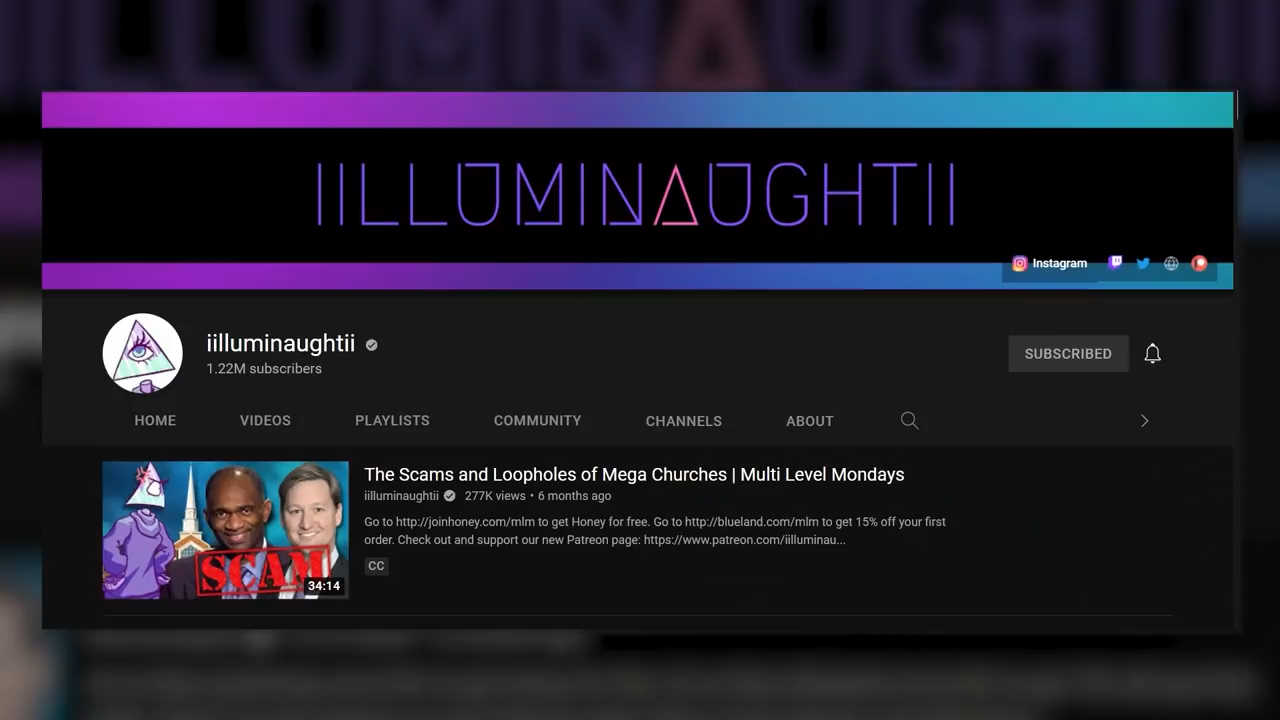 IILLUMINAUGHTII
Instagram
iilluminaughtii
1.22M subscribers
SUBSCRIBED
HOME VIDEOS PLAYLISTS COMMUNITY CHANNELS ABOUT
The Scams and Loopholes of Mega Churches | Multi Level Mondays
iilluminaughtii 277K views • 6 months ago
Go to http://joinhoney.com/mlm to get Honey for free. Go to http://blueland.com/mlm to get 15% off your first
order. Check out and support our new Patreon page: https://www.patreon.com/iilluminau...
CC
SCAM
34:14